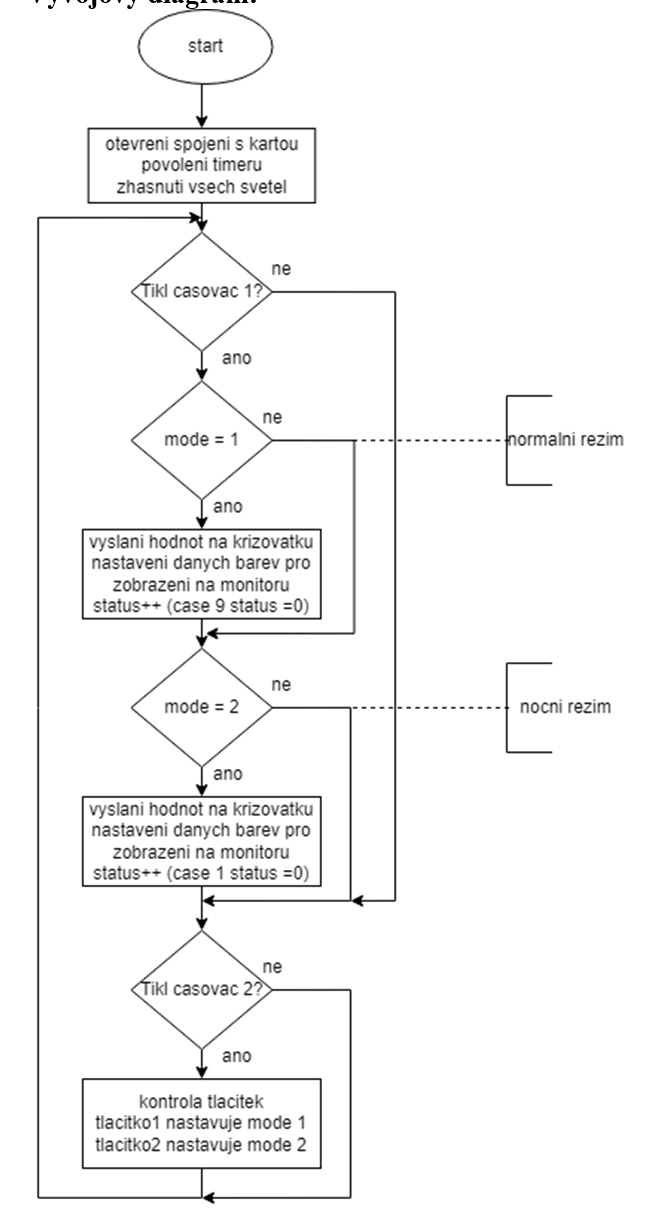 Vývojový diagram:
start
otevreni spojeni s kartou
povoleni timeru
zhasnuti vsech svetel
Tikl casovac 1?
ne
ano
mode = 1
ne
normalni rezim
ano
vyslani hodnot na krizovatku
nastaveni danych barev pro
zobrazeni na monitoru
status++ (case 9 status =0)
mode = 2
ne
nocni rezim
ano
vyslani hodnot na krizovatku
nastaveni danych barev pro
zobrazeni na monitoru
status++ (case 1 status =0)
Tikl casovac 2?
ne
ano
kontrola tlacitek
tlacitko1 nastavuje mode 1
tlacitko2 nastavuje mode 2